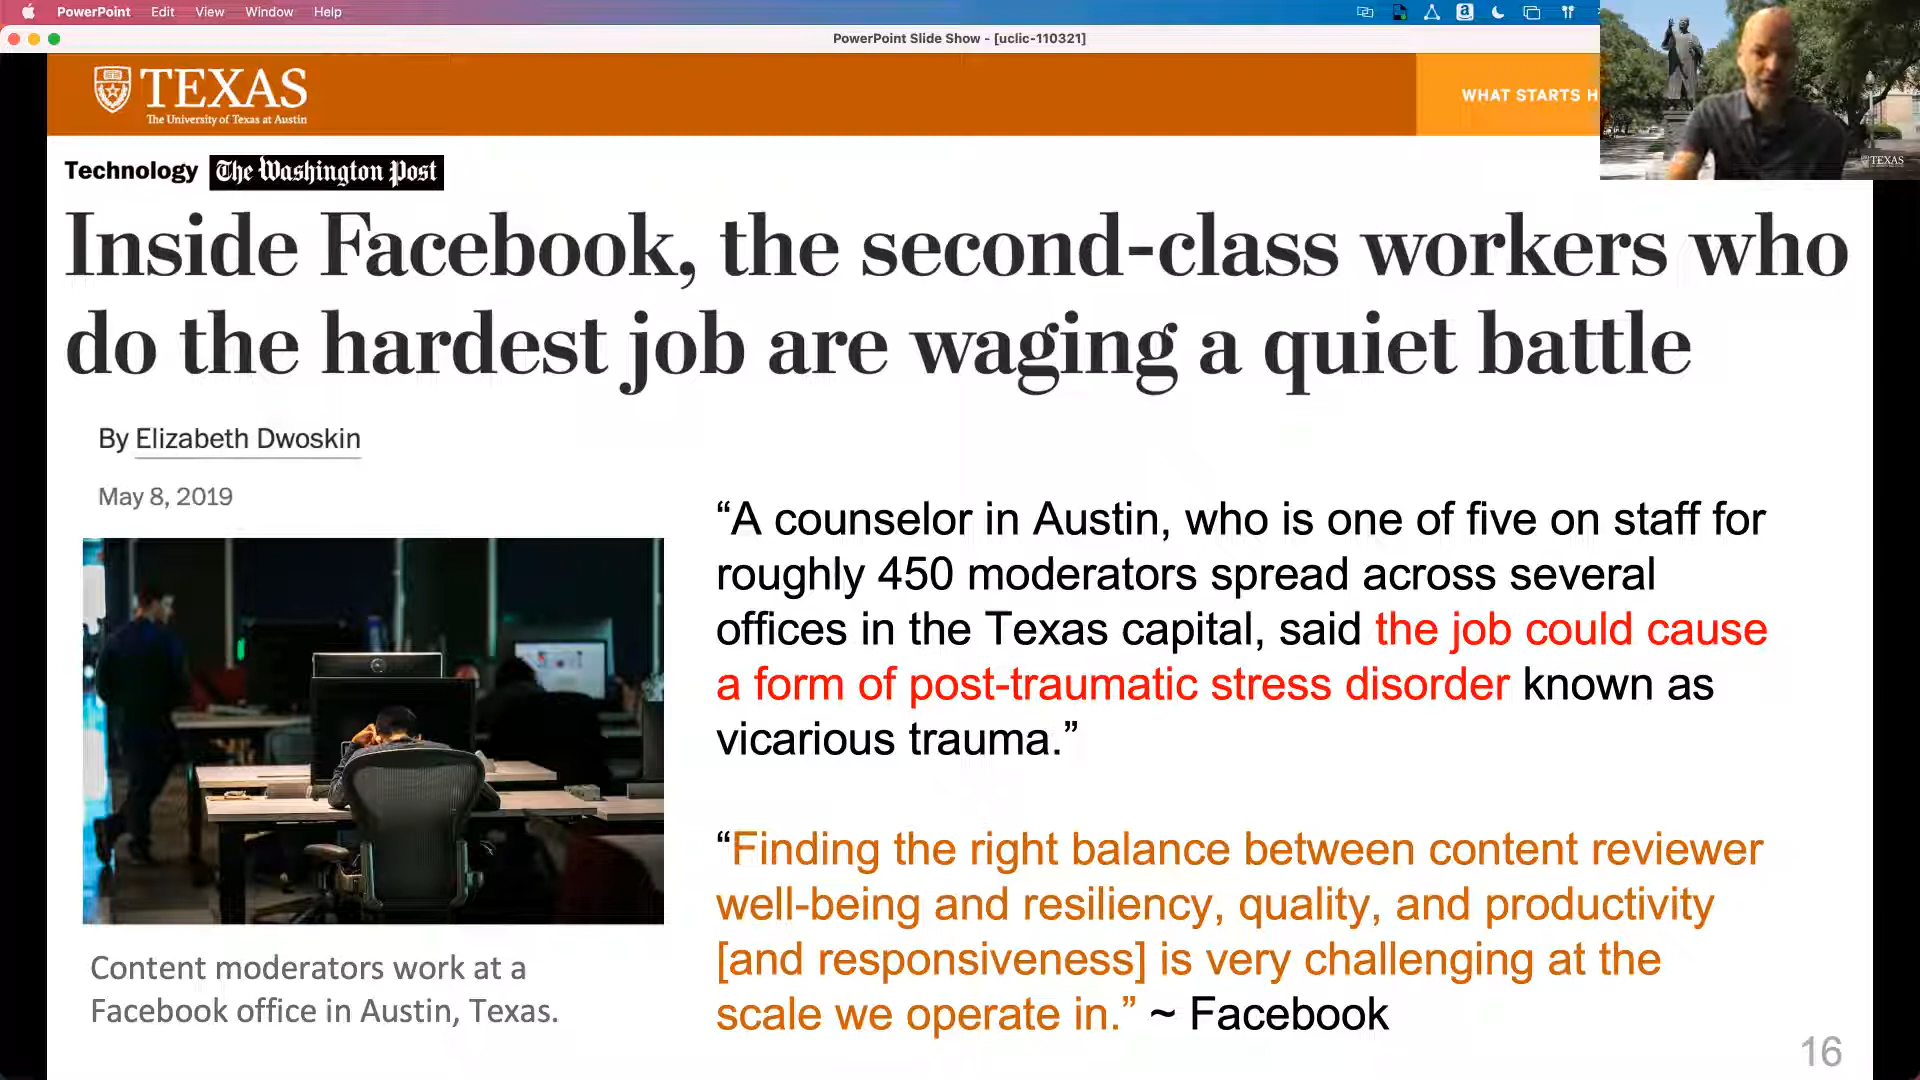 PowerPoint Edit View Window Help
PowerPoint Slide Show - [uclic-110321]
TEXAS
The University of Texas at Austin
WHAT STARTS H
TEXAS
Technology The Washington Post
Inside Facebook, the second-class workers who
do the hardest job are waging a quiet battle
By Elizabeth Dwoskin
May 8, 2019
“A counselor in Austin, who is one of five on staff for
roughly 450 moderators spread across several
offices in the Texas capital, said the job could cause
a form of post-traumatic stress disorder known as
vicarious trauma.”
“Finding the right balance between content reviewer
well-being and resiliency, quality, and productivity
[and responsiveness] is very challenging at the
scale we operate in.” ~ Facebook
Content moderators work at a
Facebook office in Austin, Texas.
16